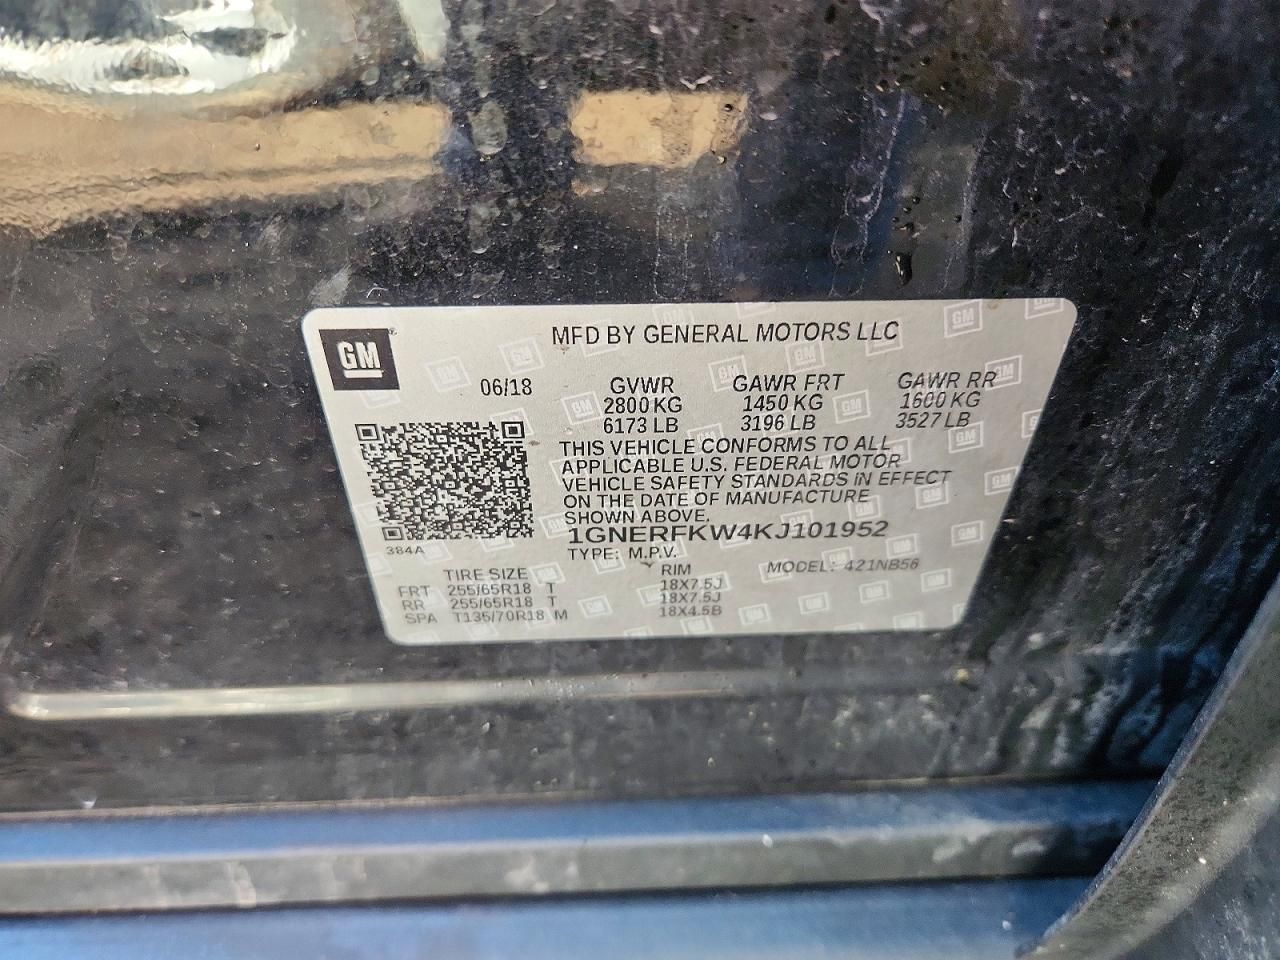 GM
MFD BY GENERAL MOTORS LLC
06/18 GVWR GAWR FRT GAWR RR
2800 KG 1450 KG 1600 KG
6173 LB 3196 LB 3527 LB
THIS VEHICLE CONFORMS TO ALL
APPLICABLE U.S. FEDERAL MOTOR
VEHICLE SAFETY STANDARDS IN EFFECT
ON THE DATE OF MANUFACTURE
SHOWN ABOVE.
1GNERFKW4KJ101952
384A
TYPE: M.P.V.
TIRE SIZE RIM MODEL: 421NB56
FRT 255/65R18 T 18X7.5J
RR 255/65R18 T 18X7.5J
SPA T135/70R18 M 18X4.5B